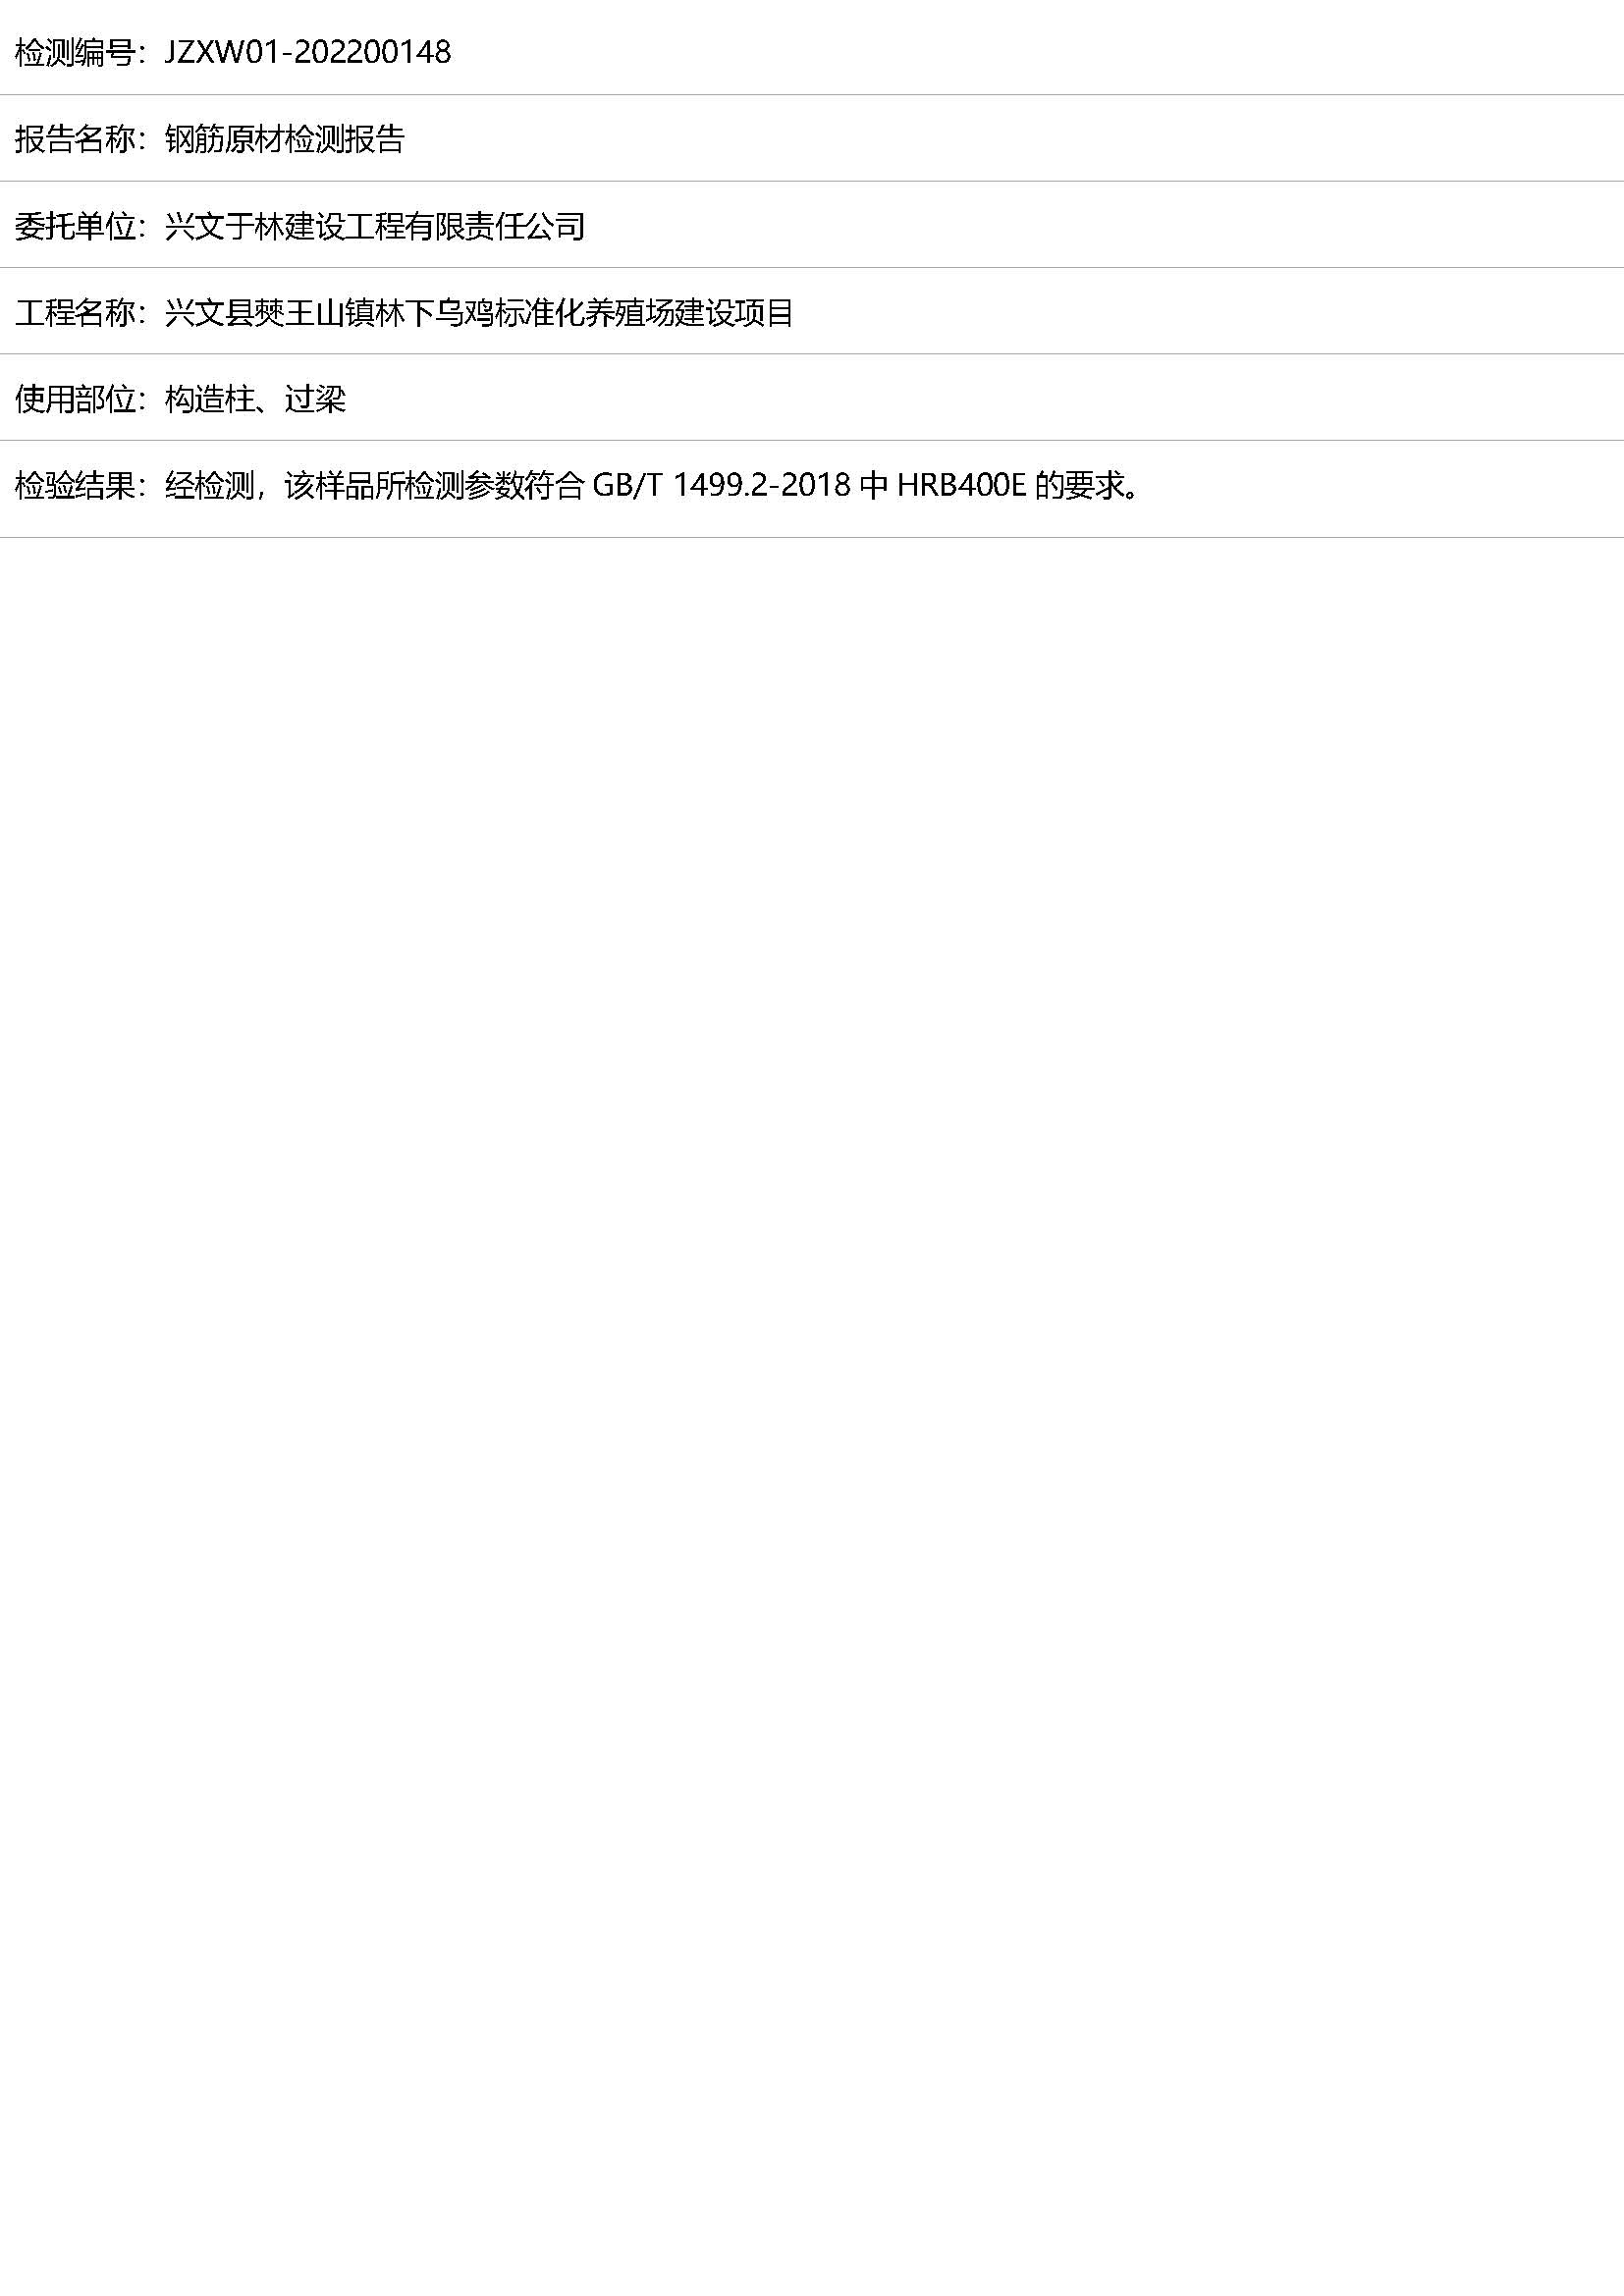 检测编号：JZXW01-202200148
报告名称：钢筋原材检测报告
委托单位：兴文于林建设工程有限责任公司
工程名称：兴文县僰王山镇林下乌鸡标准化养殖场建设项目
使用部位：构造柱、过梁
检验结果：经检测，该样品所检测参数符合 GB/T 1499.2-2018 中 HRB400E 的要求。